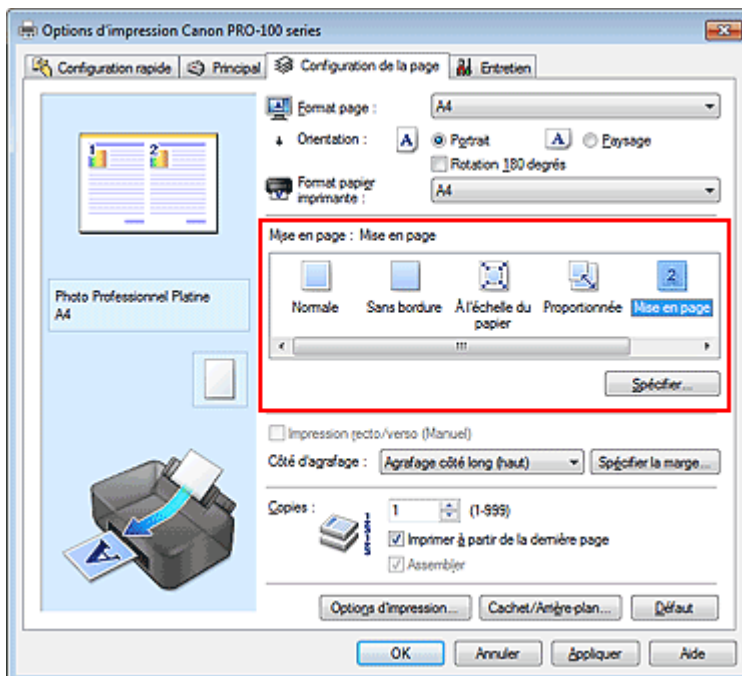 Options d'impression Canon PRO-100 series
Configuration rapide Principal Configuration de la page Entretien
1 2
Format page : A4
Orientation : A Portrait A Paysage
Rotation 180 degrés
Format papier imprimante : A4
Mise en page : Mise en page
2
Normale Sans bordure À l'échelle du papier Proportionnée Mise en page
Spécifier...
Photo Professionnel Platine
A4
Impression recto/verso (Manuel)
Côté d'agrafage : Agrafage côté long (haut) Spécifier la marge...
Copies : 1 (1-999)
Imprimer à partir de la dernière page
Assembler
A
Options d'impression... Cachet/Arrière-plan... Défaut
OK Annuler Appliquer Aide